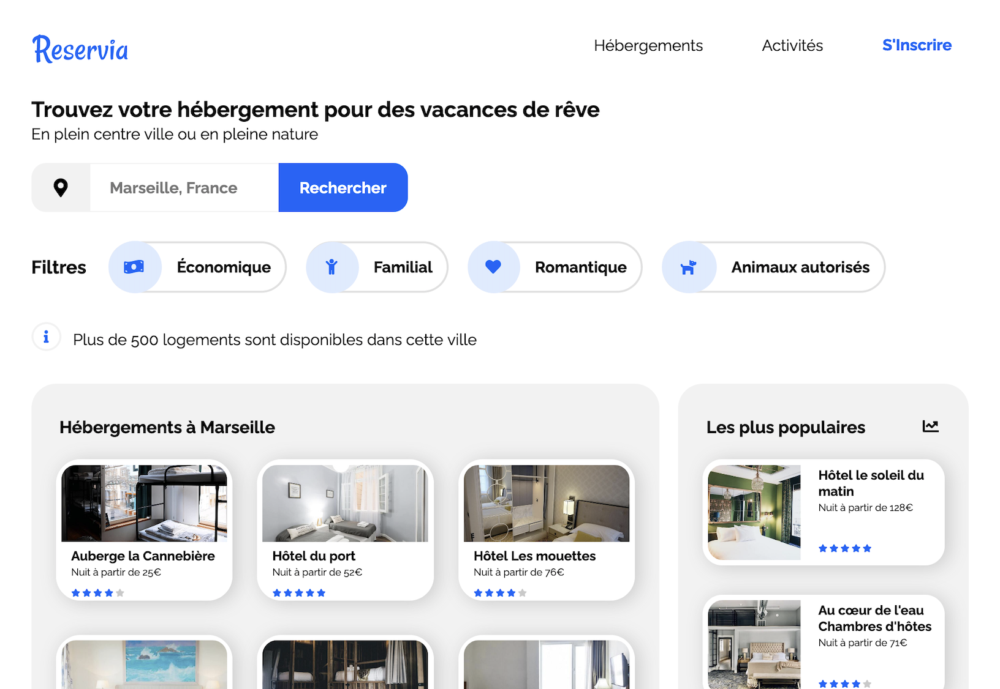 Reservia
Hébergements
Activités
S'Inscrire
Trouvez votre hébergement pour des vacances de rêve
En plein centre ville ou en pleine nature
Marseille, France
Rechercher
Filtres
Économique
Familial
Romantique
Animaux autorisés
Plus de 500 logements sont disponibles dans cette ville
Hébergements à Marseille
Auberge la Cannebière
Nuit à partir de 25€
Hôtel du port
Nuit à partir de 52€
Hôtel Les mouettes
Nuit à partir de 76€
Les plus populaires
Hôtel le soleil du
matin
Nuit à partir de 128€
Au cœur de l'eau
Chambres d'hôtes
Nuit à partir de 71€